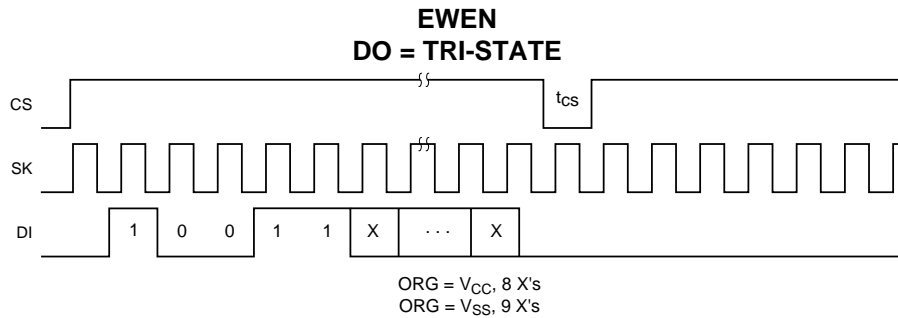 EWEN
DO = TRI-STATE
CS
tCS
SK
DI 1 0 0 1 1 X · · · X
ORG = VCC, 8 X's
ORG = VSS, 9 X's